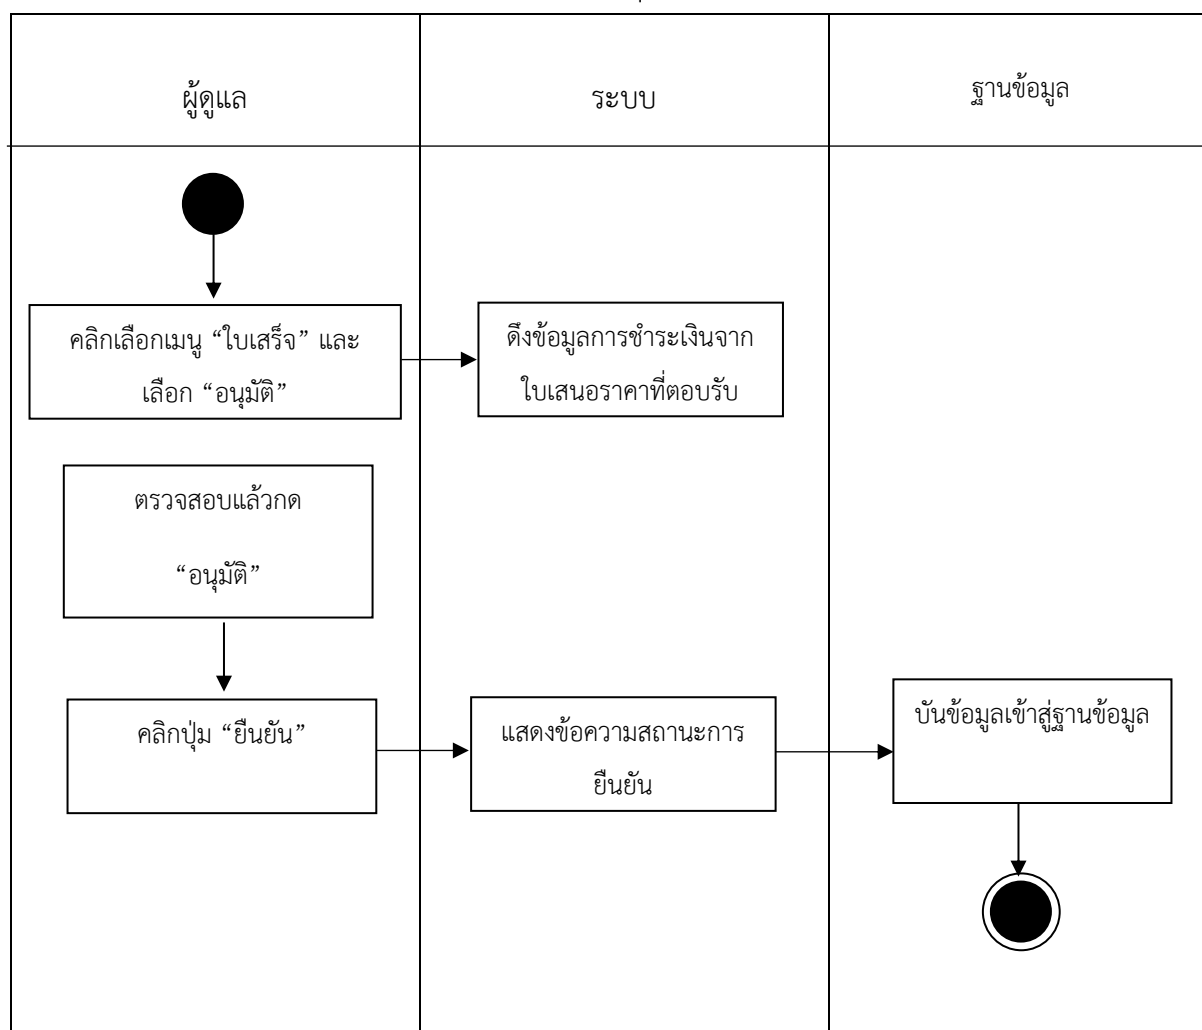 ผู้ดูแล
ระบบ
ฐานข้อมูล
คลิกเลือกเมนู “ใบเสร็จ” และ
เลือก “อนุมัติ”
ดึงข้อมูลการชำระเงินจาก
ใบเสนอราคาที่ตอบรับ
ตรวจสอบแล้วกด
“อนุมัติ”
คลิกปุ่ม “ยืนยัน”
แสดงข้อความสถานะการ
ยืนยัน
บันข้อมูลเข้าสู่ฐานข้อมูล